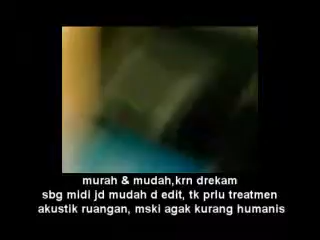 murah & mudah,krn drekam
sbg midi jd mudah d edit, tk prlu treatmen
akustik ruangan, mski agak kurang humanis